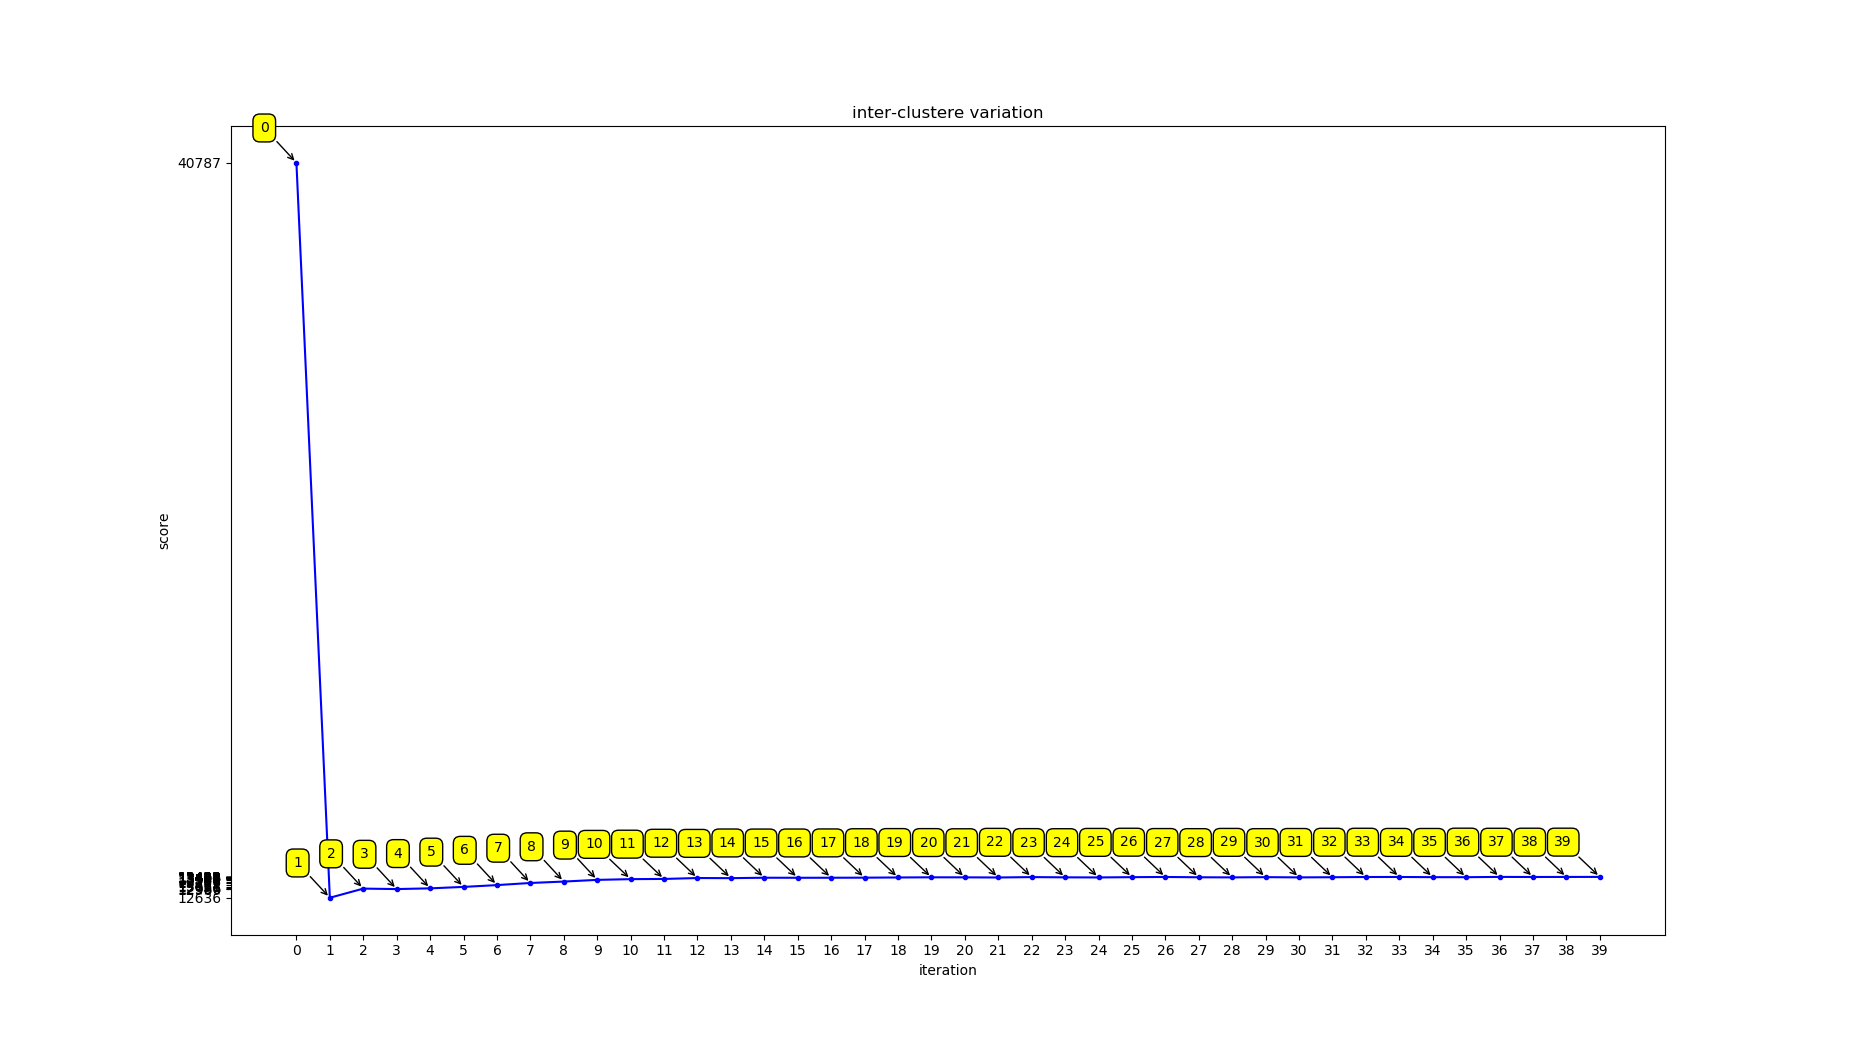 inter-clustere variation
0
40787
score
1 2 3 4 5 6 7 8 9 10 11 12 13 14 15 16 17 18 19 20 21 22 23 24 25 26 27 28 29 30 31 32 33 34 35 36 37 38 39
12636
0 1 2 3 4 5 6 7 8 9 10 11 12 13 14 15 16 17 18 19 20 21 22 23 24 25 26 27 28 29 30 31 32 33 34 35 36 37 38 39
iteration